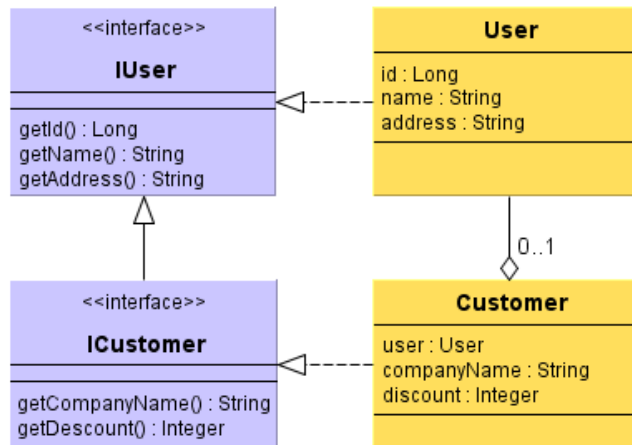 <<interface>>
IUser
getId() : Long
getName() : String
getAddress() : String
User
id : Long
name : String
address : String
0..1
<<interface>>
ICustomer
getCompanyName() : String
getDescount() : Integer
Customer
user : User
companyName : String
discount : Integer